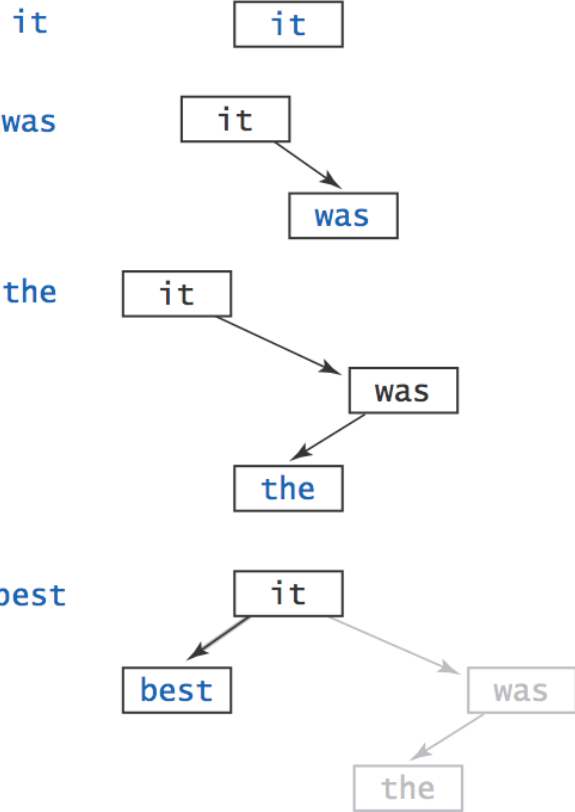 it it
was it
was
the it
was
the
best it
best was
the